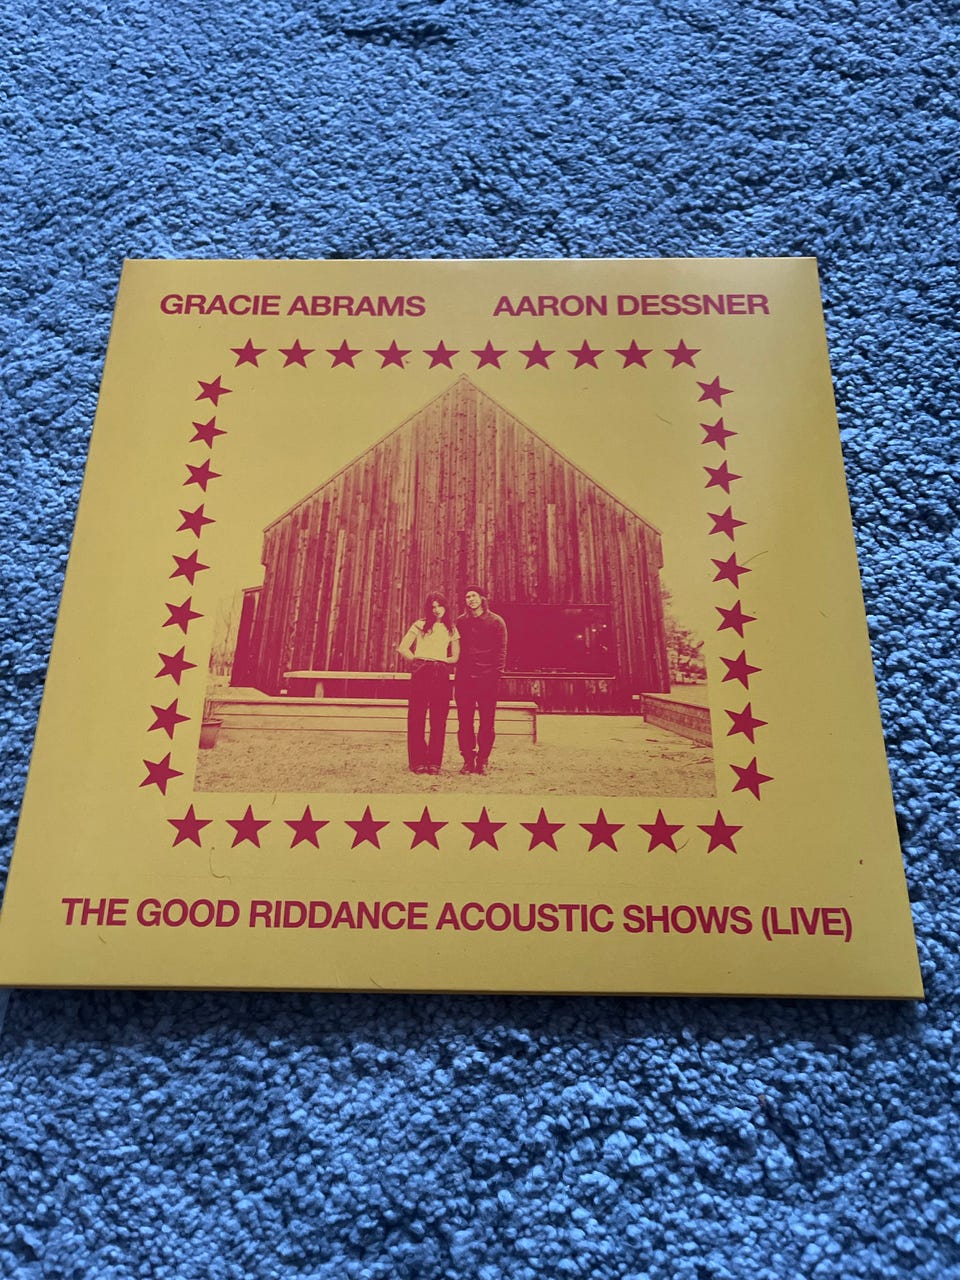 GRACIE ABRAMS AARON DESSNER
THE GOOD RIDDANCE ACOUSTIC SHOWS (LIVE)